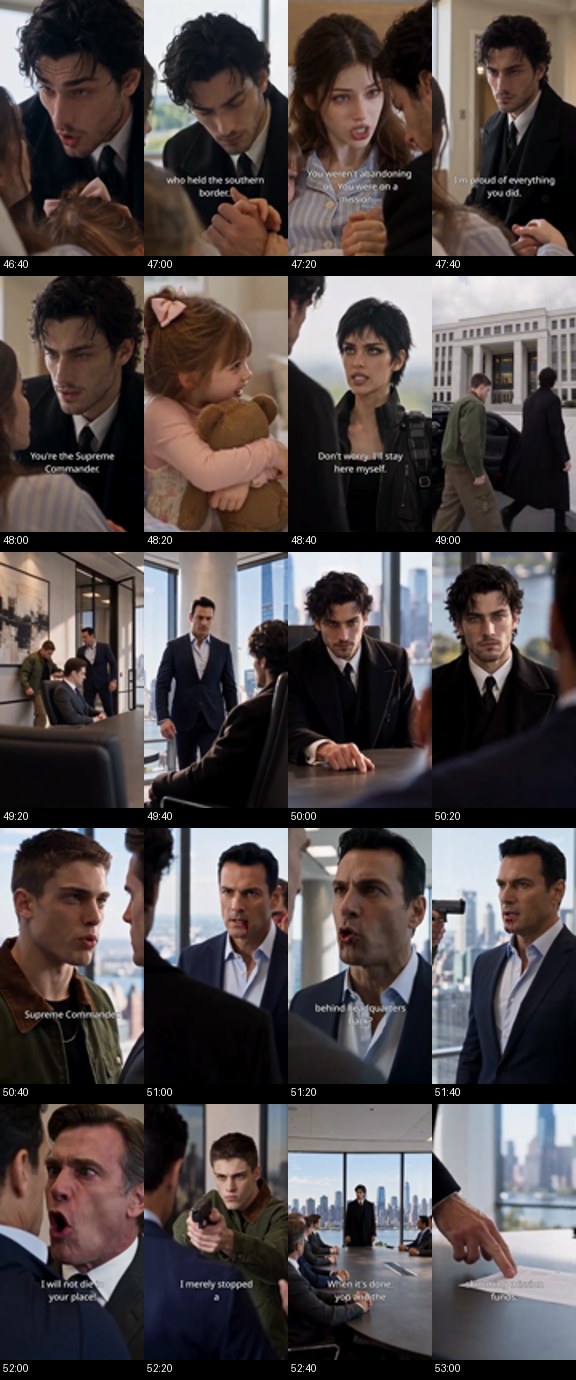 46:40
who held the southern
border.
47:00
You weren't abandoning
us. You were on a
mission.
47:20
I'm proud of everything
you did.
47:40
You're the Supreme
Commander.
48:00
48:20
Don't worry. I'll stay
here myself.
48:40
49:00
49:20
49:40
50:00
50:20
Supreme Commander
50:40
51:00
behind headquarters
51:20
51:40
I will not die
your place!
52:00
I merely stopped
a
52:20
When it's done,
you and the
52:40
mission
funds.
53:00